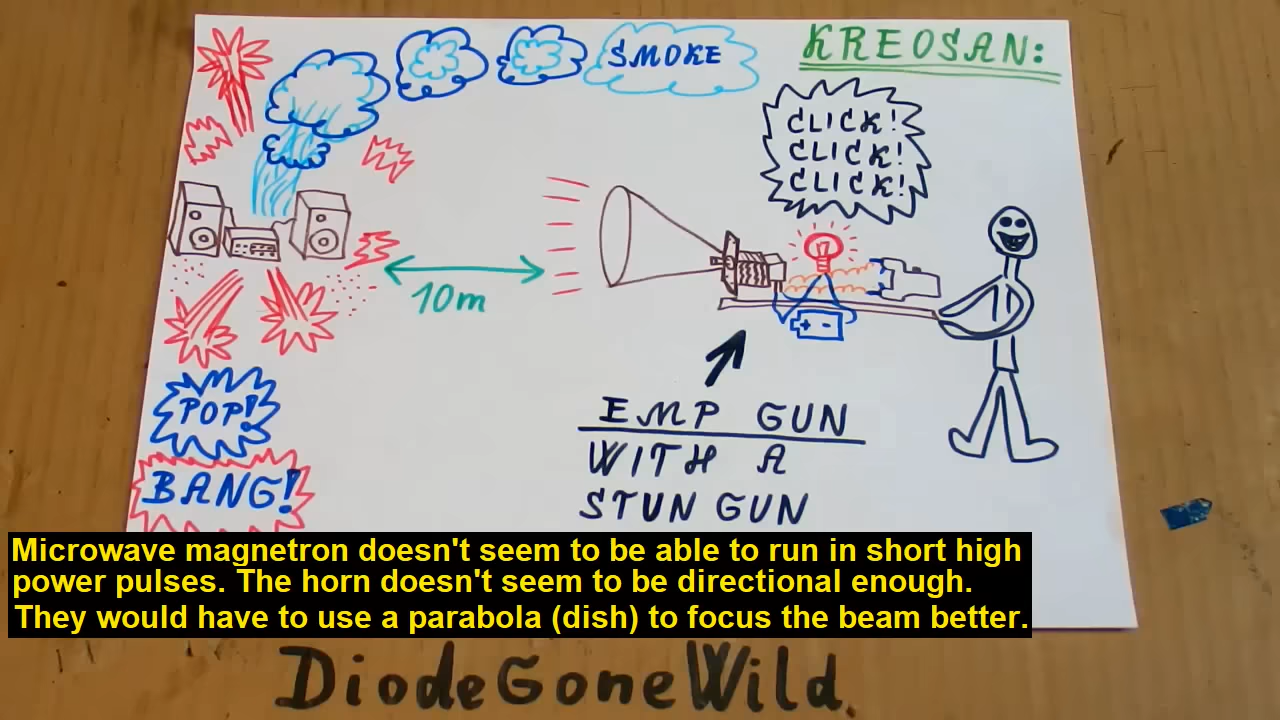 KREOSAN:
SMOKE
CLICK!
CLICK!
CLICK!
10m
+ -
EMP GUN
WITH A
STUN GUN
POP!
BANG!
Microwave magnetron doesn't seem to be able to run in short high
power pulses. The horn doesn't seem to be directional enough.
They would have to use a parabola (dish) to focus the beam better.
DiodeGoneWild